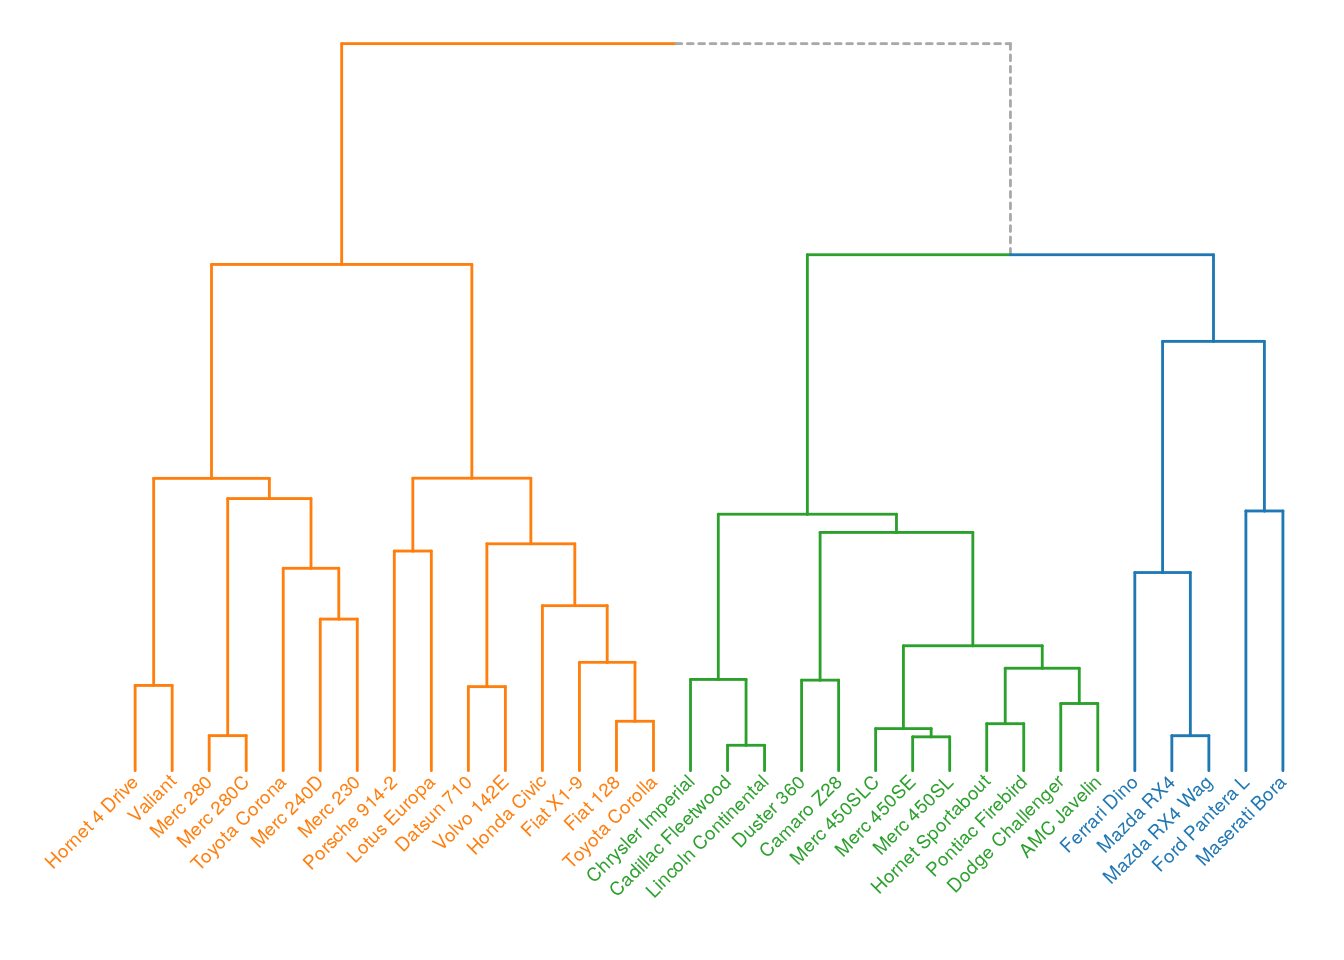 Hornet 4 Drive
Valiant
Merc 280
Merc 280C
Toyota Corona
Merc 240D
Merc 230
Porsche 914-2
Lotus Europa
Datsun 710
Volvo 142E
Honda Civic
Fiat X1-9
Fiat 128
Toyota Corolla
Chrysler Imperial
Cadillac Fleetwood
Lincoln Continental
Duster 360
Camaro Z28
Merc 450SLC
Merc 450SE
Merc 450SL
Hornet Sportabout
Pontiac Firebird
Dodge Challenger
AMC Javelin
Ferrari Dino
Mazda RX4
Mazda RX4 Wag
Ford Pantera L
Maserati Bora